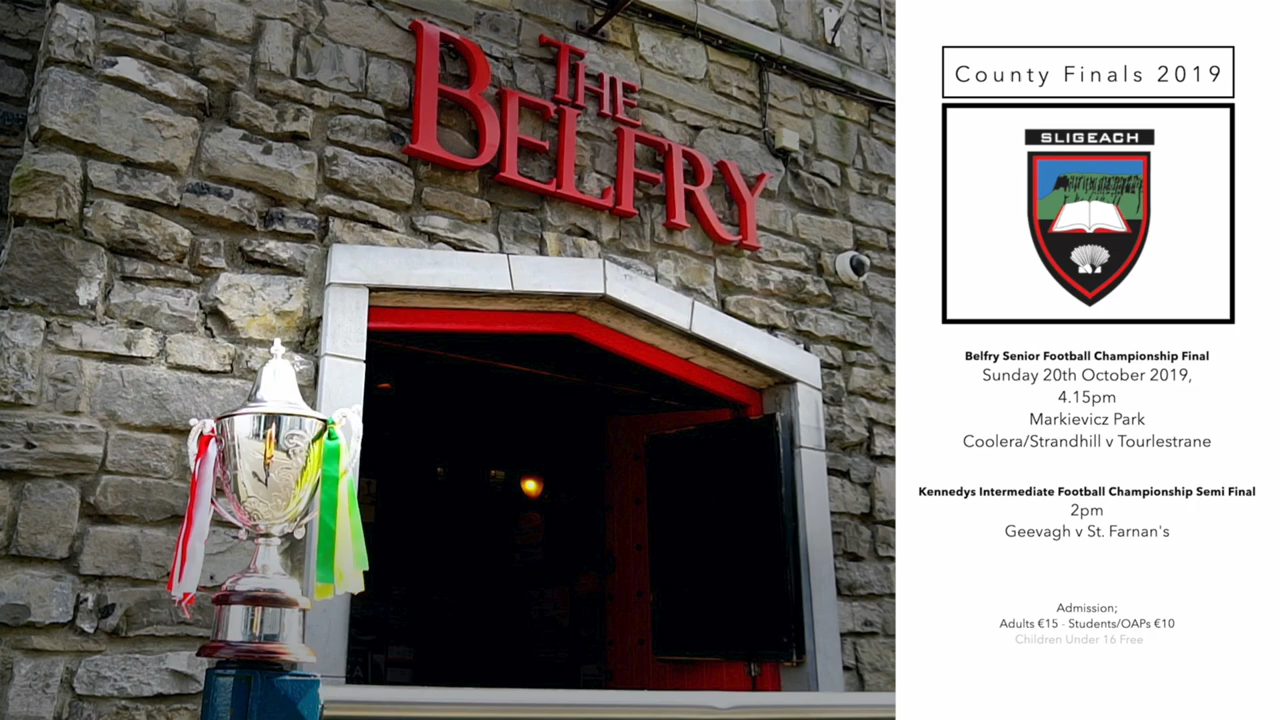 THE
BELFRY
County Finals 2019
SLIGEACH
Belfry Senior Football Championship Final
Sunday 20th October 2019,
4.15pm
Markievicz Park
Coolera/Strandhill v Tourlestrane
Kennedys Intermediate Football Championship Semi Final
2pm
Geevagh v St. Farnan's
Admission;
Adults €15 - Students/OAPs €10
Children Under 16 Free